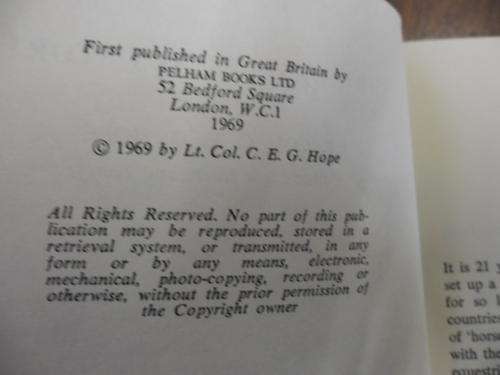 First published in Great Britain by
PELHAM BOOKS LTD
52 Bedford Square
London, W.C.1
1969
© 1969 by Lt. Col. C. E. G. Hope
All Rights Reserved. No part of this pub-
lication may be reproduced, stored in a
retrieval system, or transmitted, in any
form or by any means, electronic,
mechanical, photo-copying, recording or
otherwise, without the prior permission of
the Copyright owner
It is 21
set up a
for so
countries
of 'horse
with the
equestri